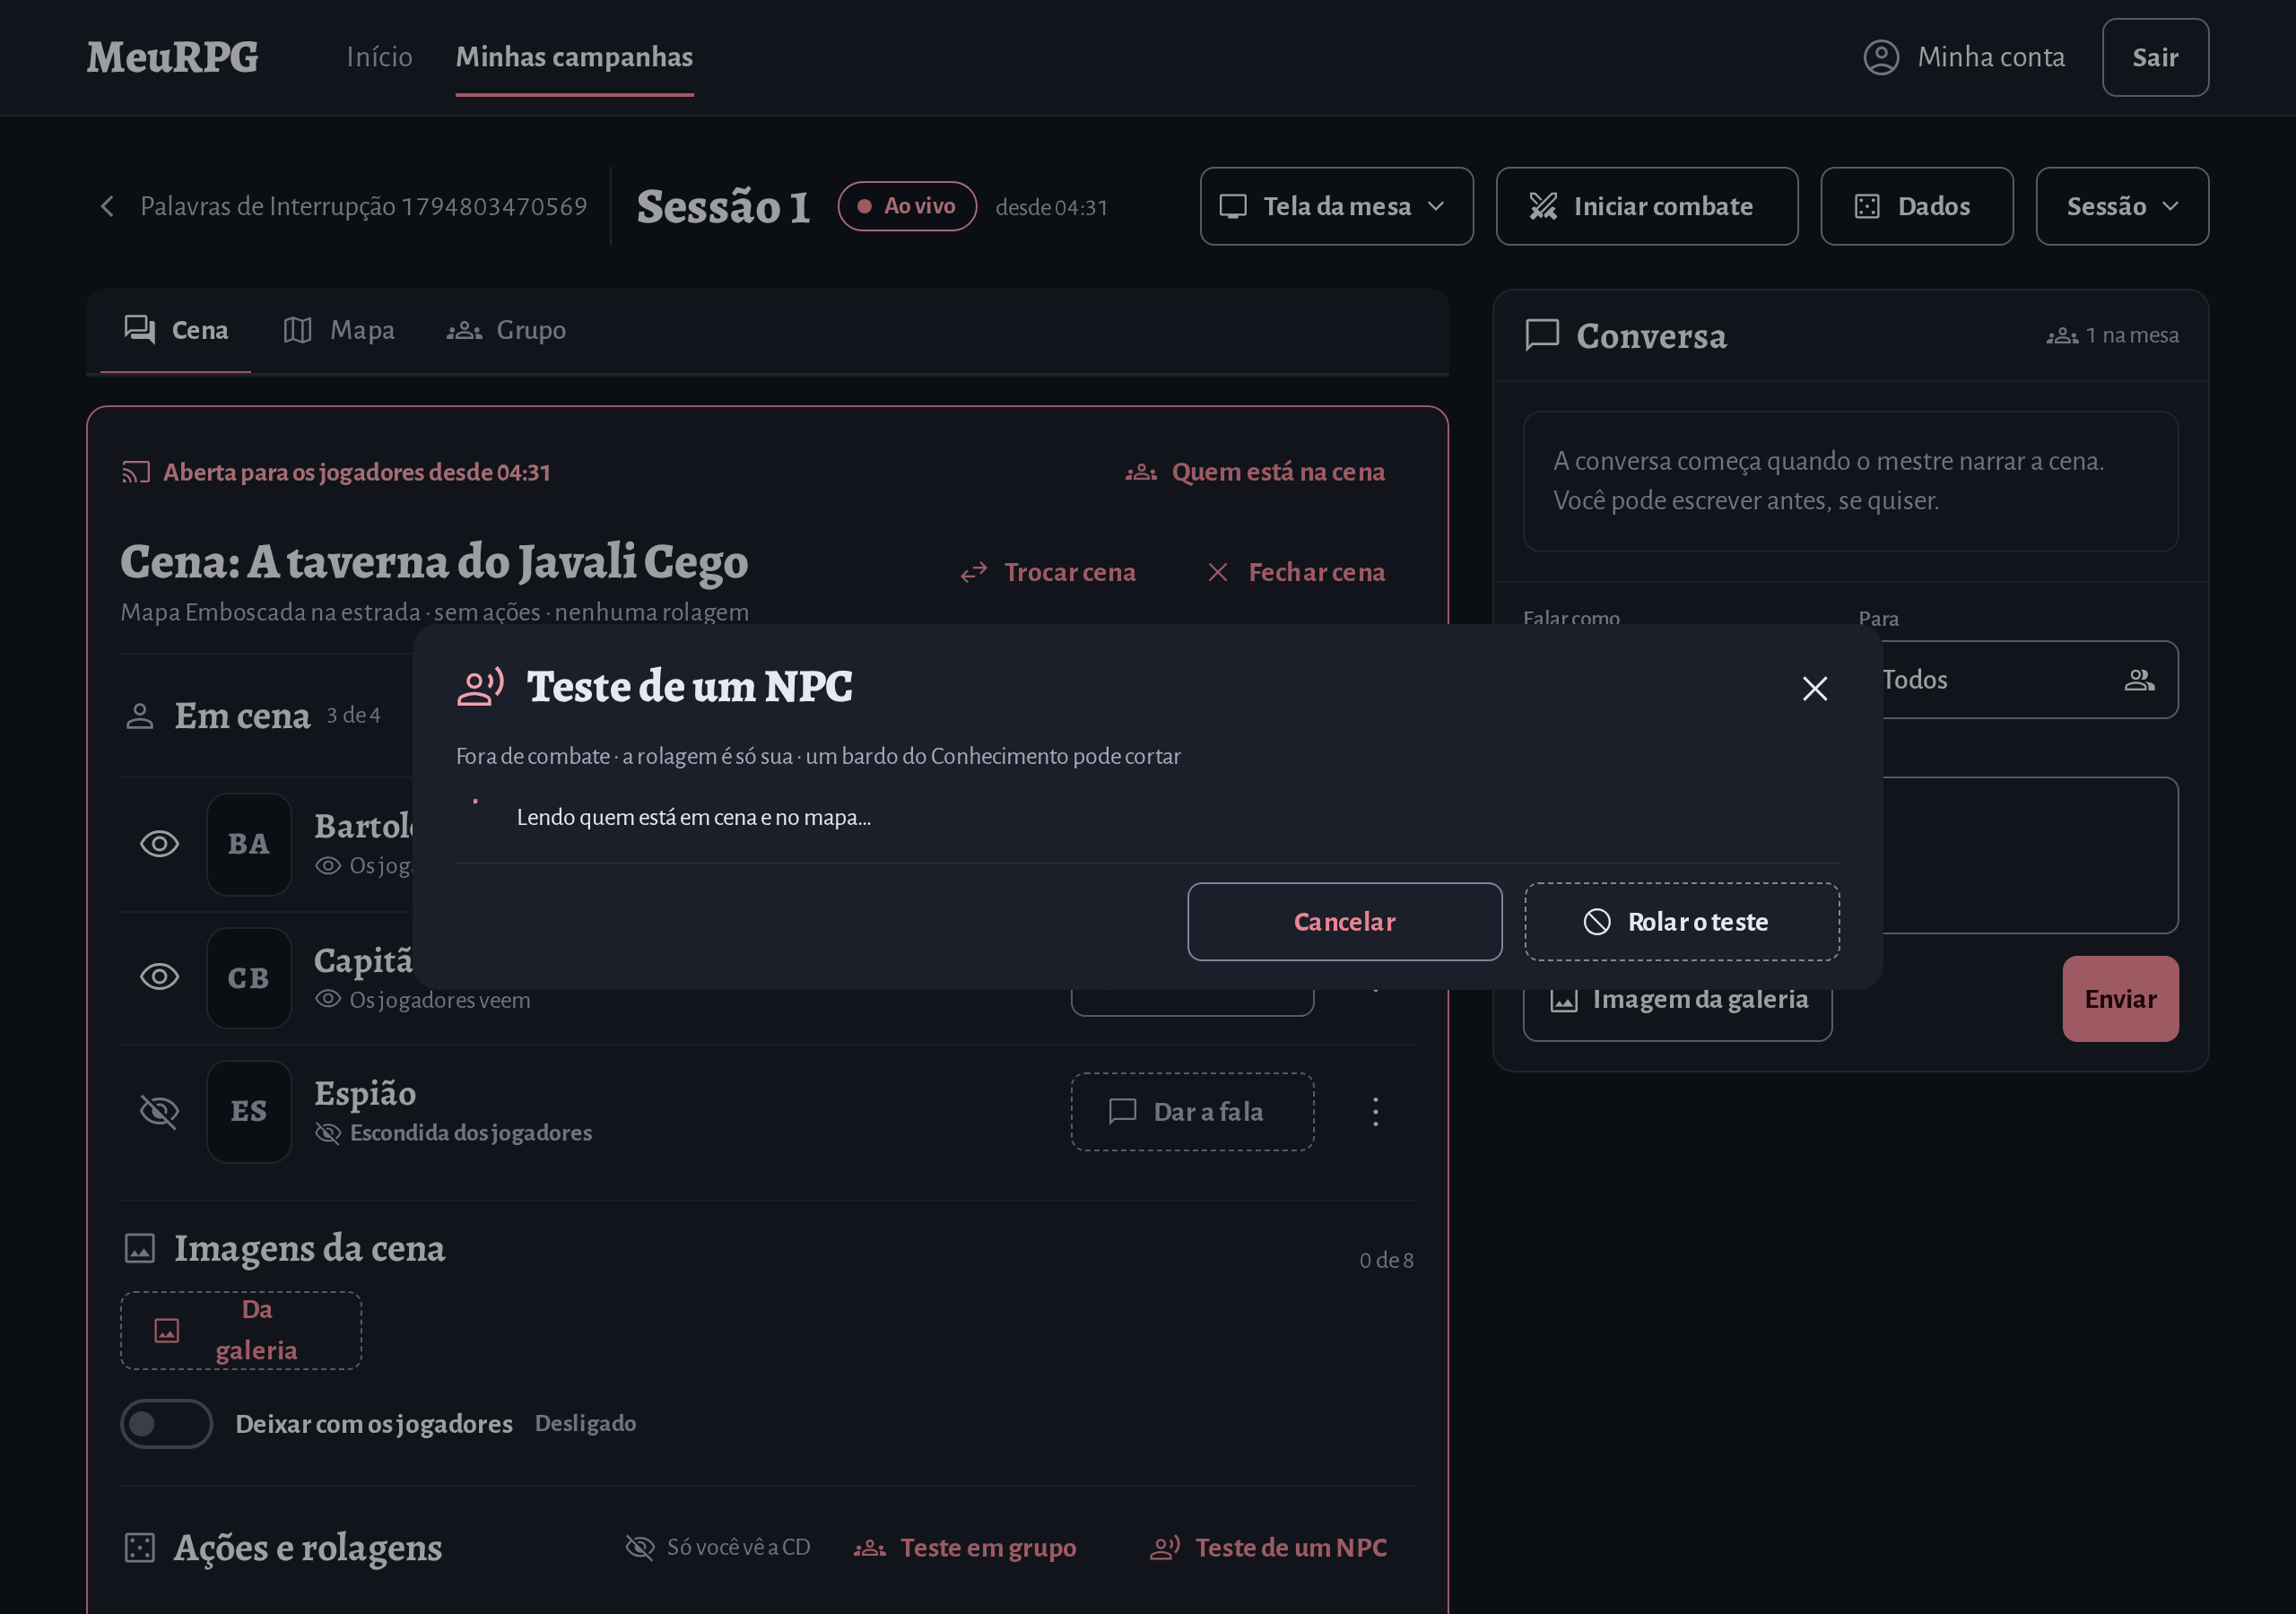 MeuRPG
Início
Minhas campanhas
Minha conta
Sair
Palavras de Interrupção 1794803470569
Sessão 1
Ao vivo
desde 04:31
Tela da mesa
Iniciar combate
Dados
Sessão
Cena
Mapa
Grupo
Aberta para os jogadores desde 04:31
Quem está na cena
Cena: A taverna do Javali Cego
Trocar cena
Fechar cena
Mapa Emboscada na estrada · sem ações · nenhuma rolagem
Em cena
3 de 4
BA
Bartol
Os jog
CB
Capitã
Os jogadores veem
ES
Espião
Escondida dos jogadores
Dar a fala
Imagens da cena
0 de 8
Da
galeria
Deixar com os jogadores
Desligado
Ações e rolagens
Só você vê a CD
Teste em grupo
Teste de um NPC
Conversa
1 na mesa
A conversa começa quando o mestre narrar a cena.
Você pode escrever antes, se quiser.
Falar como
Para
Todos
Imagem da galeria
Enviar
Teste de um NPC
Fora de combate · a rolagem é só sua · um bardo do Conhecimento pode cortar
Lendo quem está em cena e no mapa...
Cancelar
Rolar o teste